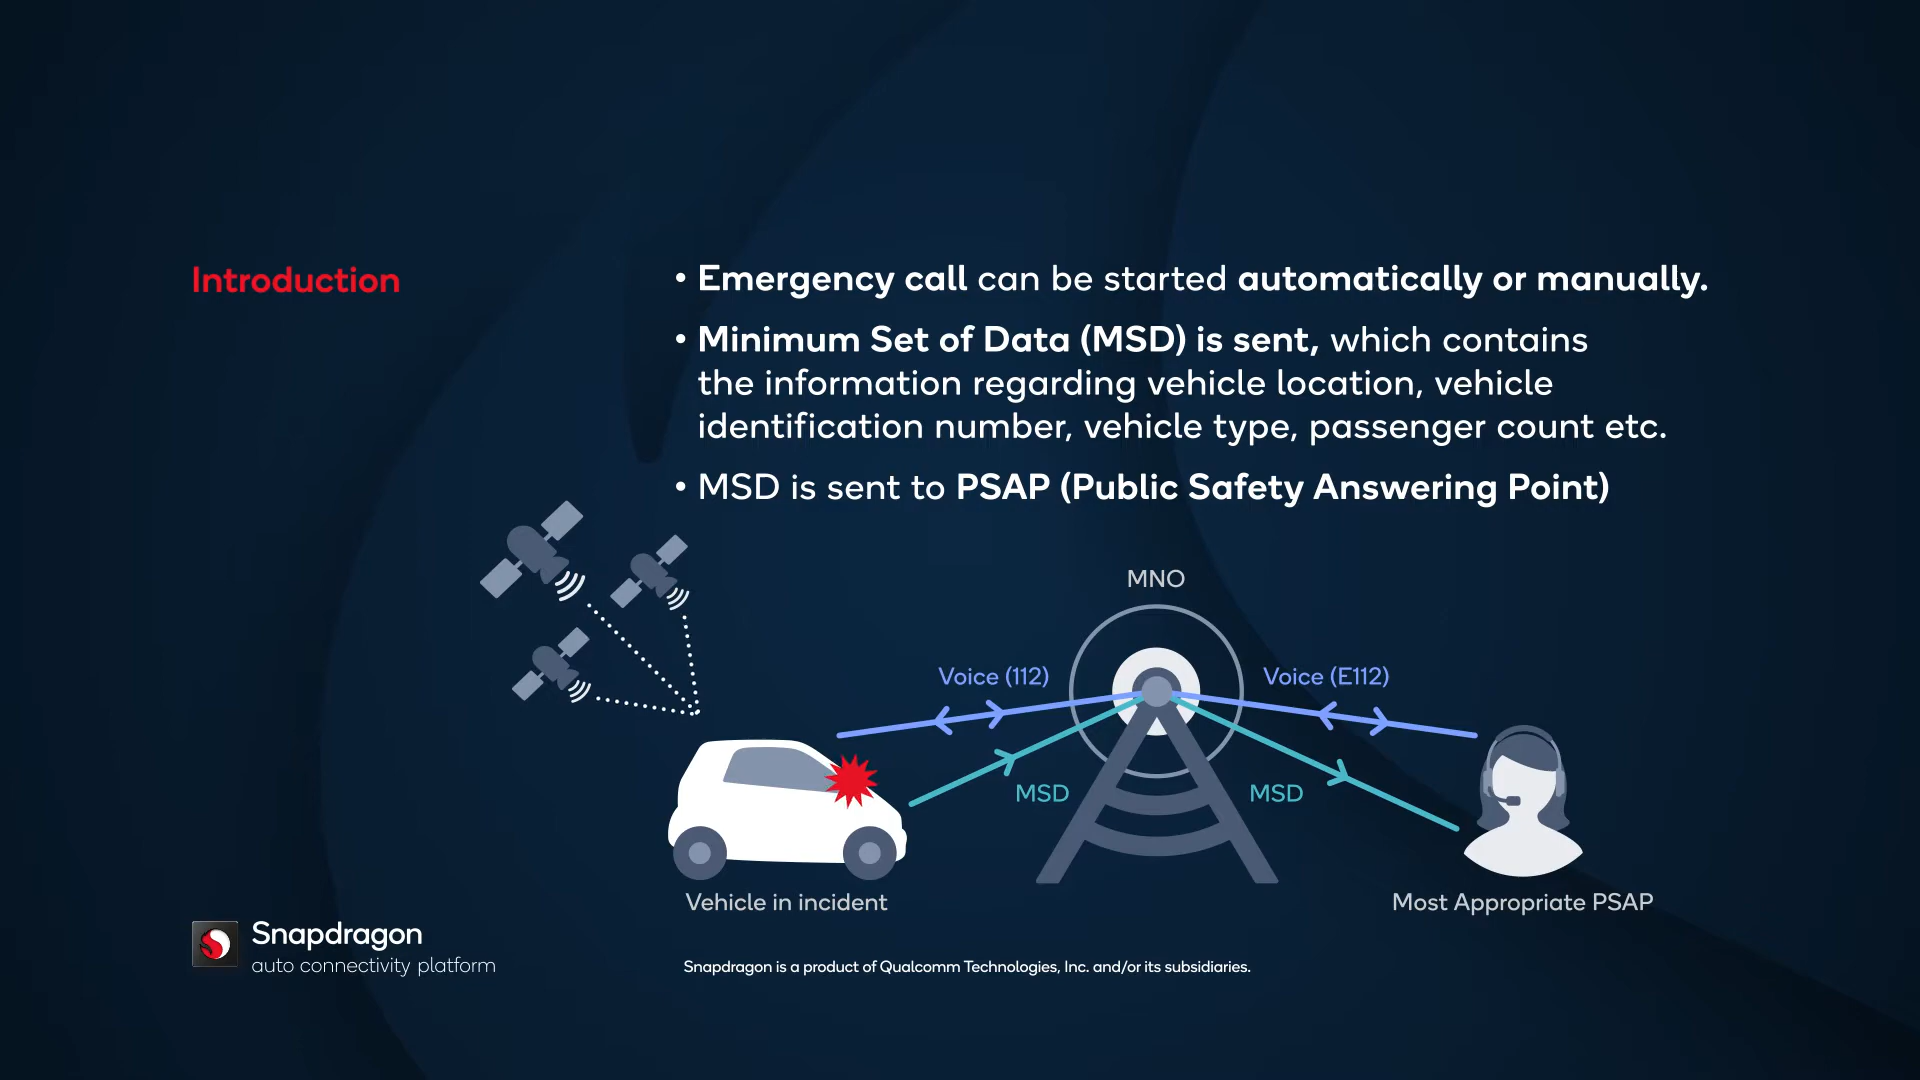 Introduction
• Emergency call can be started automatically or manually.
• Minimum Set of Data (MSD) is sent, which contains
the information regarding vehicle location, vehicle
identification number, vehicle type, passenger count etc.
• MSD is sent to PSAP (Public Safety Answering Point)
MNO
Voice (112)
Voice (E112)
MSD
MSD
Vehicle in incident
Most Appropriate PSAP
Snapdragon
auto connectivity platform
Snapdragon is a product of Qualcomm Technologies, Inc. and/or its subsidiaries.